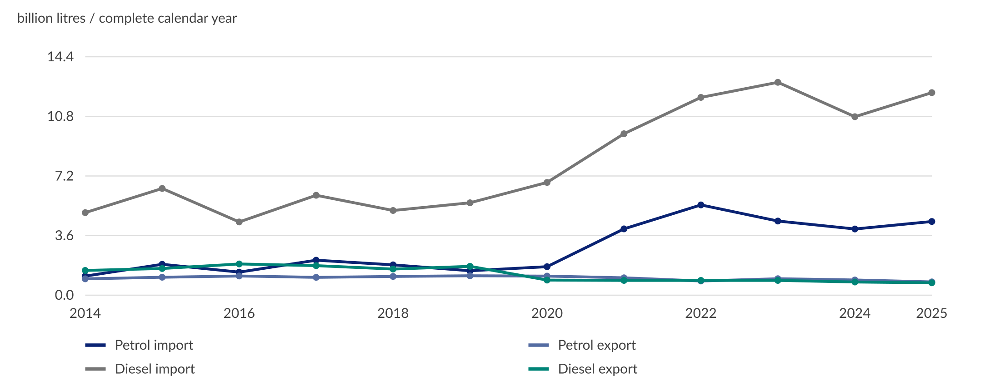 billion litres / complete calendar year
14.4
10.8
7.2
3.6
0.0
2014 2016 2018 2020 2022 2024 2025
Petrol import Petrol export
Diesel import Diesel export